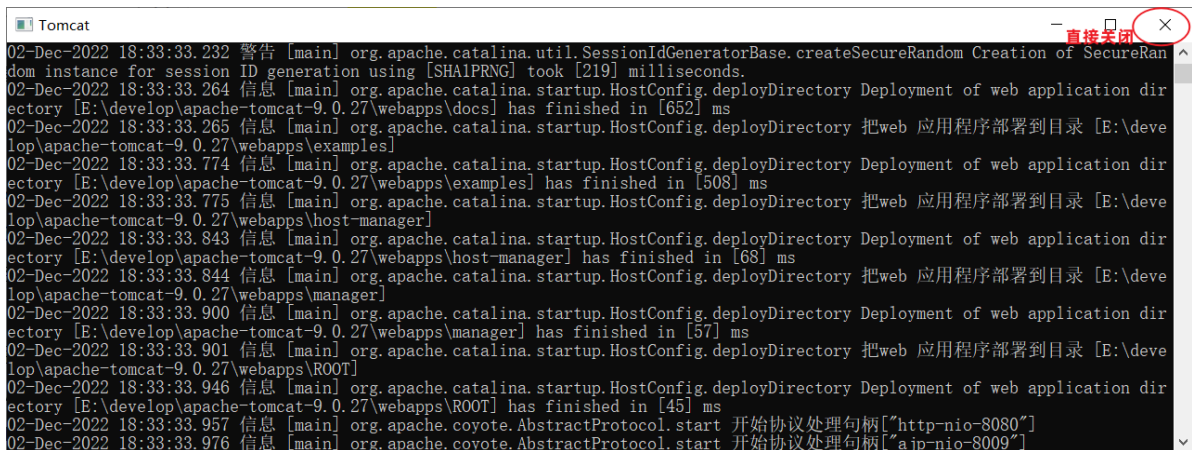 Tomcat
直接关闭
02-Dec-2022 18:33:33.232 警告 [main] org.apache.catalina.util.SessionIdGeneratorBase.createSecureRandom Creation of SecureRan
dom instance for session ID generation using [SHA1PRNG] took [219] milliseconds.
02-Dec-2022 18:33:33.264 信息 [main] org.apache.catalina.startup.HostConfig.deployDirectory Deployment of web application dir
ectory [E:\develop\apache-tomcat-9.0.27\webapps\docs] has finished in [652] ms
02-Dec-2022 18:33:33.265 信息 [main] org.apache.catalina.startup.HostConfig.deployDirectory 把web 应用程序部署到目录 [E:\deve
lop\apache-tomcat-9.0.27\webapps\examples]
02-Dec-2022 18:33:33.774 信息 [main] org.apache.catalina.startup.HostConfig.deployDirectory Deployment of web application dir
ectory [E:\develop\apache-tomcat-9.0.27\webapps\examples] has finished in [508] ms
02-Dec-2022 18:33:33.775 信息 [main] org.apache.catalina.startup.HostConfig.deployDirectory 把web 应用程序部署到目录 [E:\deve
lop\apache-tomcat-9.0.27\webapps\host-manager]
02-Dec-2022 18:33:33.843 信息 [main] org.apache.catalina.startup.HostConfig.deployDirectory Deployment of web application dir
ectory [E:\develop\apache-tomcat-9.0.27\webapps\host-manager] has finished in [68] ms
02-Dec-2022 18:33:33.844 信息 [main] org.apache.catalina.startup.HostConfig.deployDirectory 把web 应用程序部署到目录 [E:\deve
lop\apache-tomcat-9.0.27\webapps\manager]
02-Dec-2022 18:33:33.900 信息 [main] org.apache.catalina.startup.HostConfig.deployDirectory Deployment of web application dir
ectory [E:\develop\apache-tomcat-9.0.27\webapps\manager] has finished in [57] ms
02-Dec-2022 18:33:33.901 信息 [main] org.apache.catalina.startup.HostConfig.deployDirectory 把web 应用程序部署到目录 [E:\deve
lop\apache-tomcat-9.0.27\webapps\ROOT]
02-Dec-2022 18:33:33.946 信息 [main] org.apache.catalina.startup.HostConfig.deployDirectory Deployment of web application dir
ectory [E:\develop\apache-tomcat-9.0.27\webapps\ROOT] has finished in [45] ms
02-Dec-2022 18:33:33.957 信息 [main] org.apache.coyote.AbstractProtocol.start 开始协议处理句柄["http-nio-8080"]
02-Dec-2022 18:33:33.976 信息 [main] org.apache.coyote.AbstractProtocol.start 开始协议处理句柄["ajp-nio-8009"]